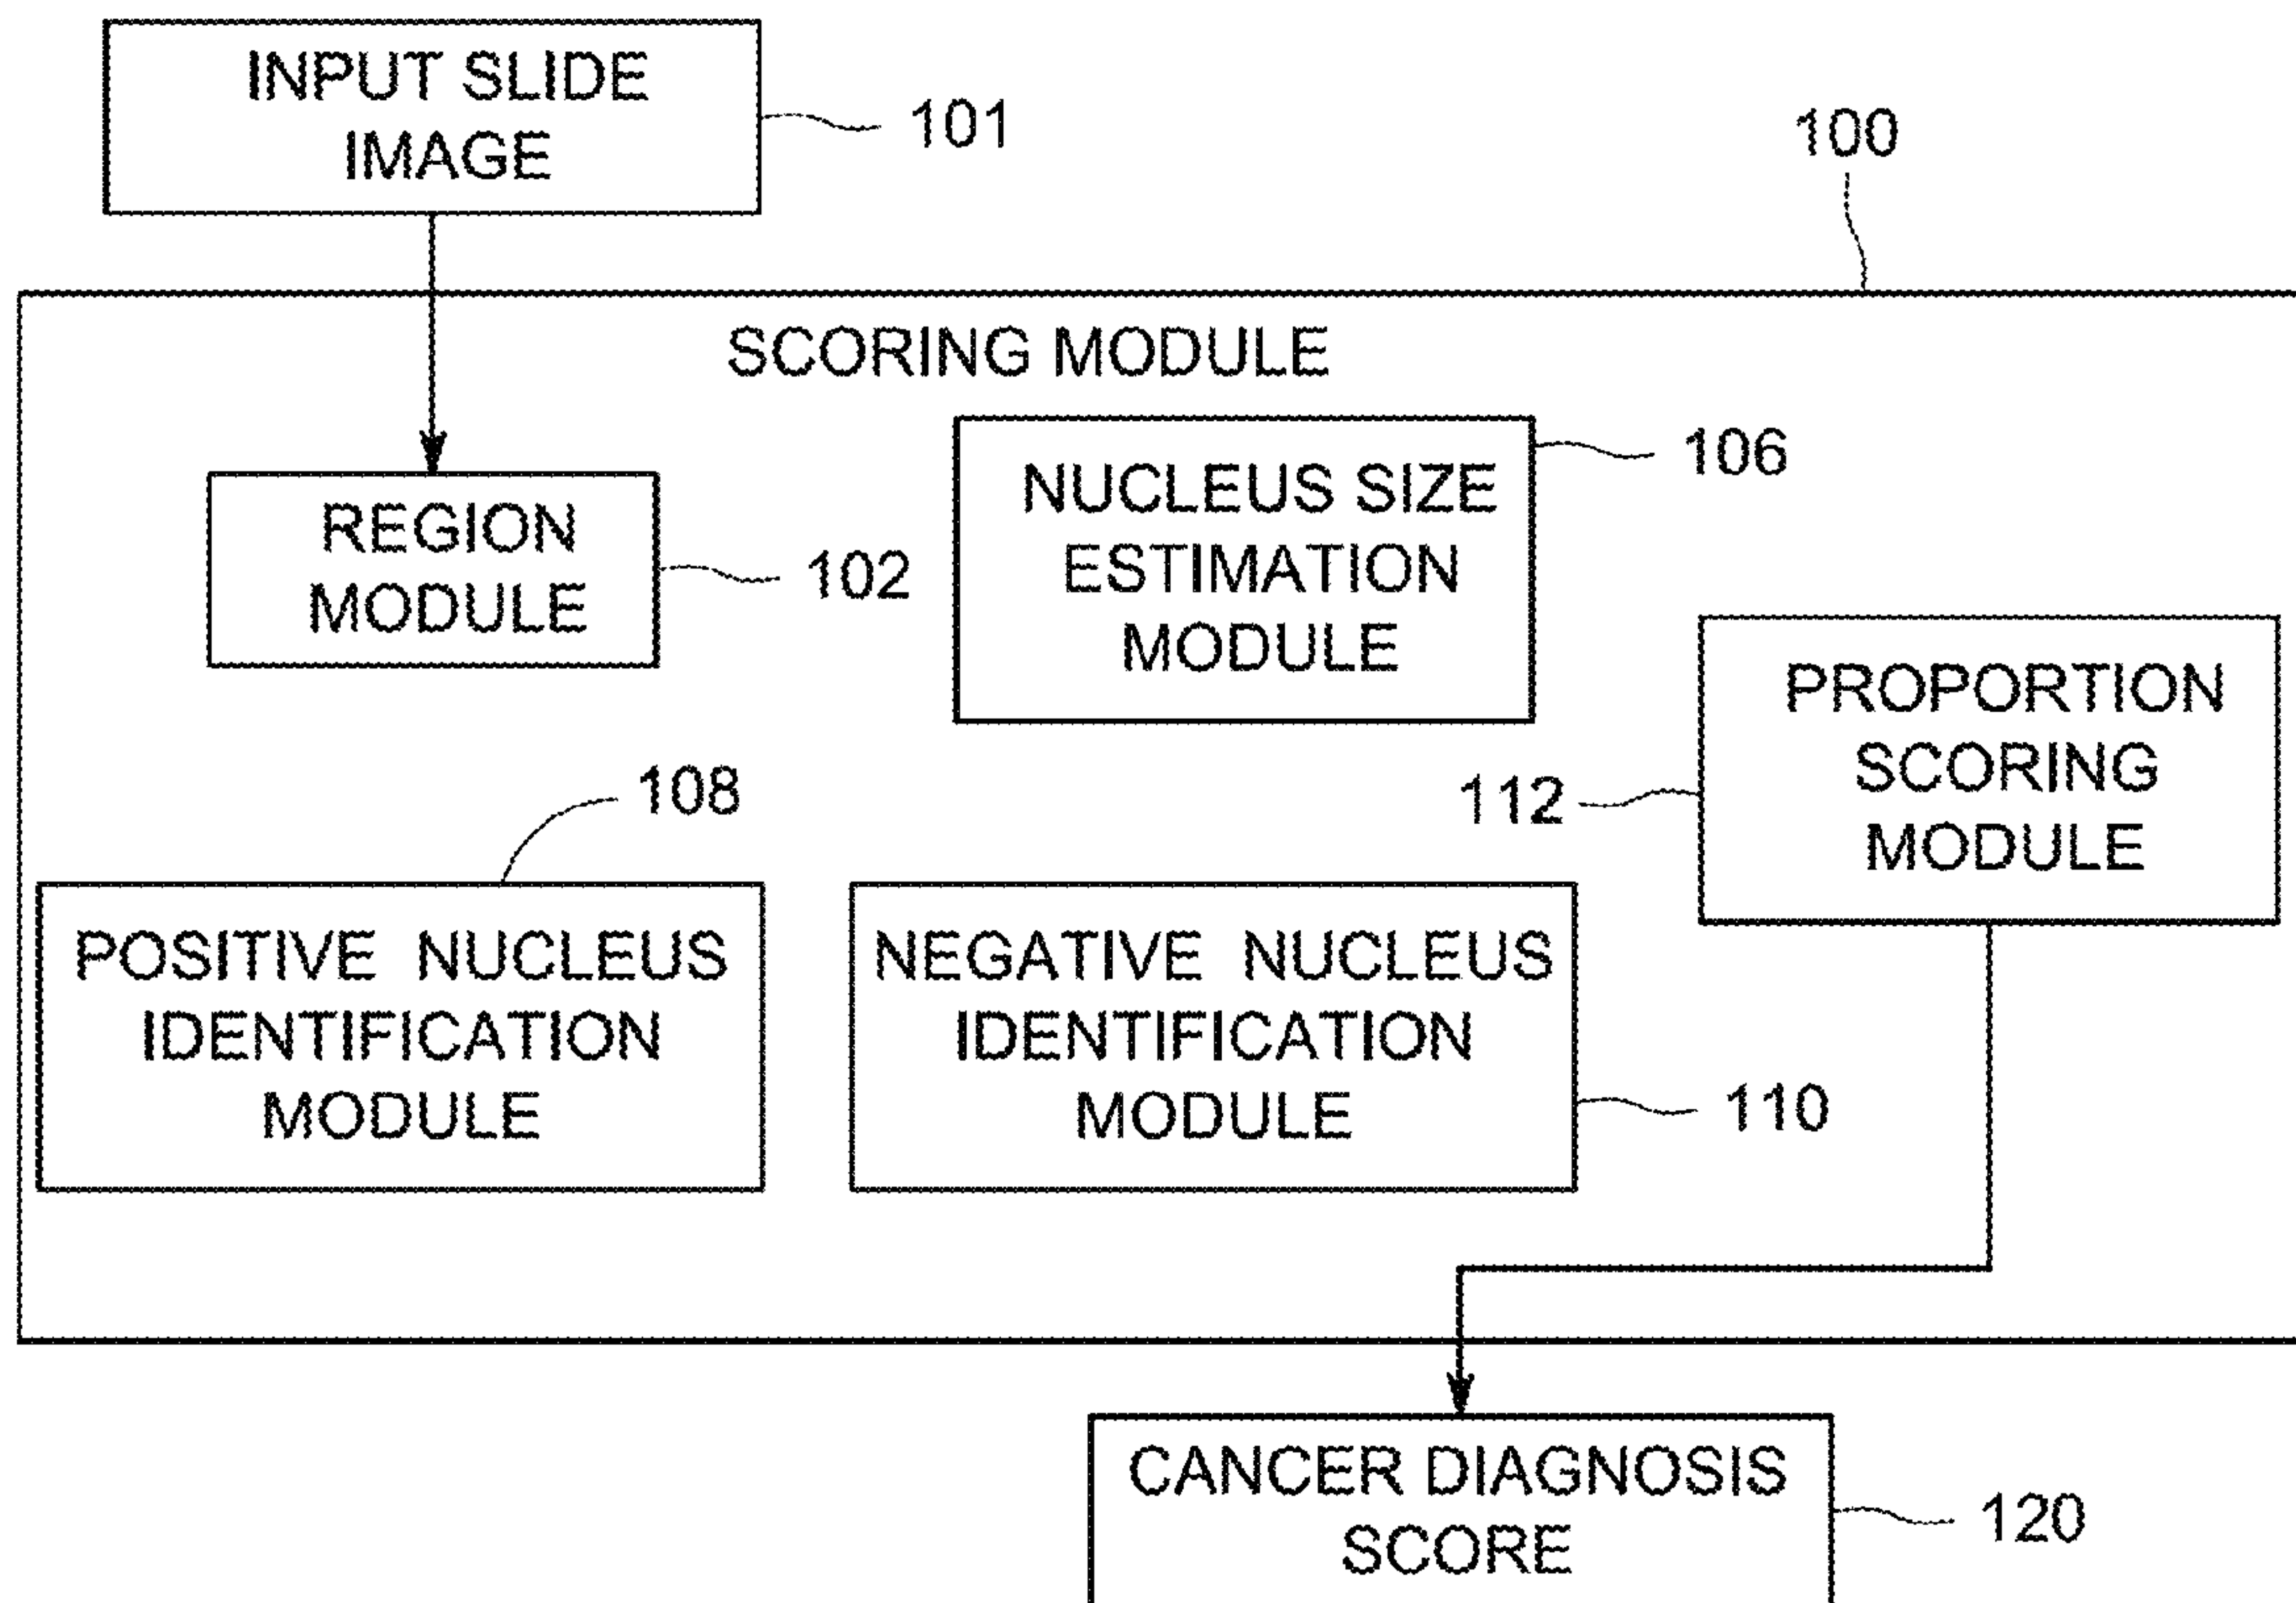 INPUT SLIDE
IMAGE
101
100
SCORING MODULE
REGION
MODULE
102
NUCLEUS SIZE
ESTIMATION
MODULE
106
PROPORTION
SCORING
MODULE
112
108
POSITIVE NUCLEUS
IDENTIFICATION
MODULE
NEGATIVE NUCLEUS
IDENTIFICATION
MODULE
110
CANCER DIAGNOSIS
SCORE
120